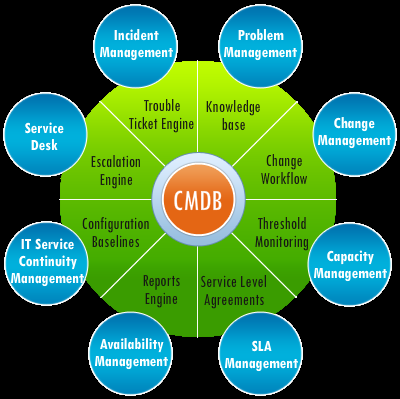 Incident
Management
Problem
Management
Trouble
Ticket Engine
Knowledge
base
Service
Desk
Change
Management
Escalation
Engine
Change
Workflow
CMDB
Configuration
Baselines
Threshold
Monitoring
IT Service
Continuity
Management
Capacity
Management
Reports
Engine
Service Level
Agreements
Availability
Management
SLA
Management